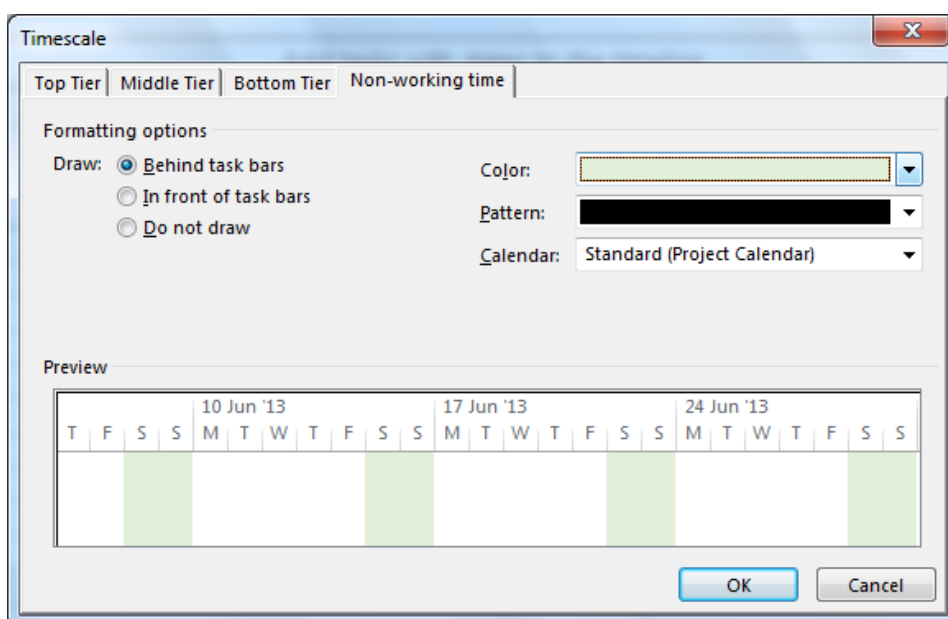 Timescale
Top Tier Middle Tier Bottom Tier Non-working time
Formatting options
Draw: Behind task bars
In front of task bars
Do not draw
Color:
Pattern:
Calendar: Standard (Project Calendar)
Preview
10 Jun '13 17 Jun '13 24 Jun '13
T F S S M T W T F S S M T W T F S S M T W T F S S
OK Cancel